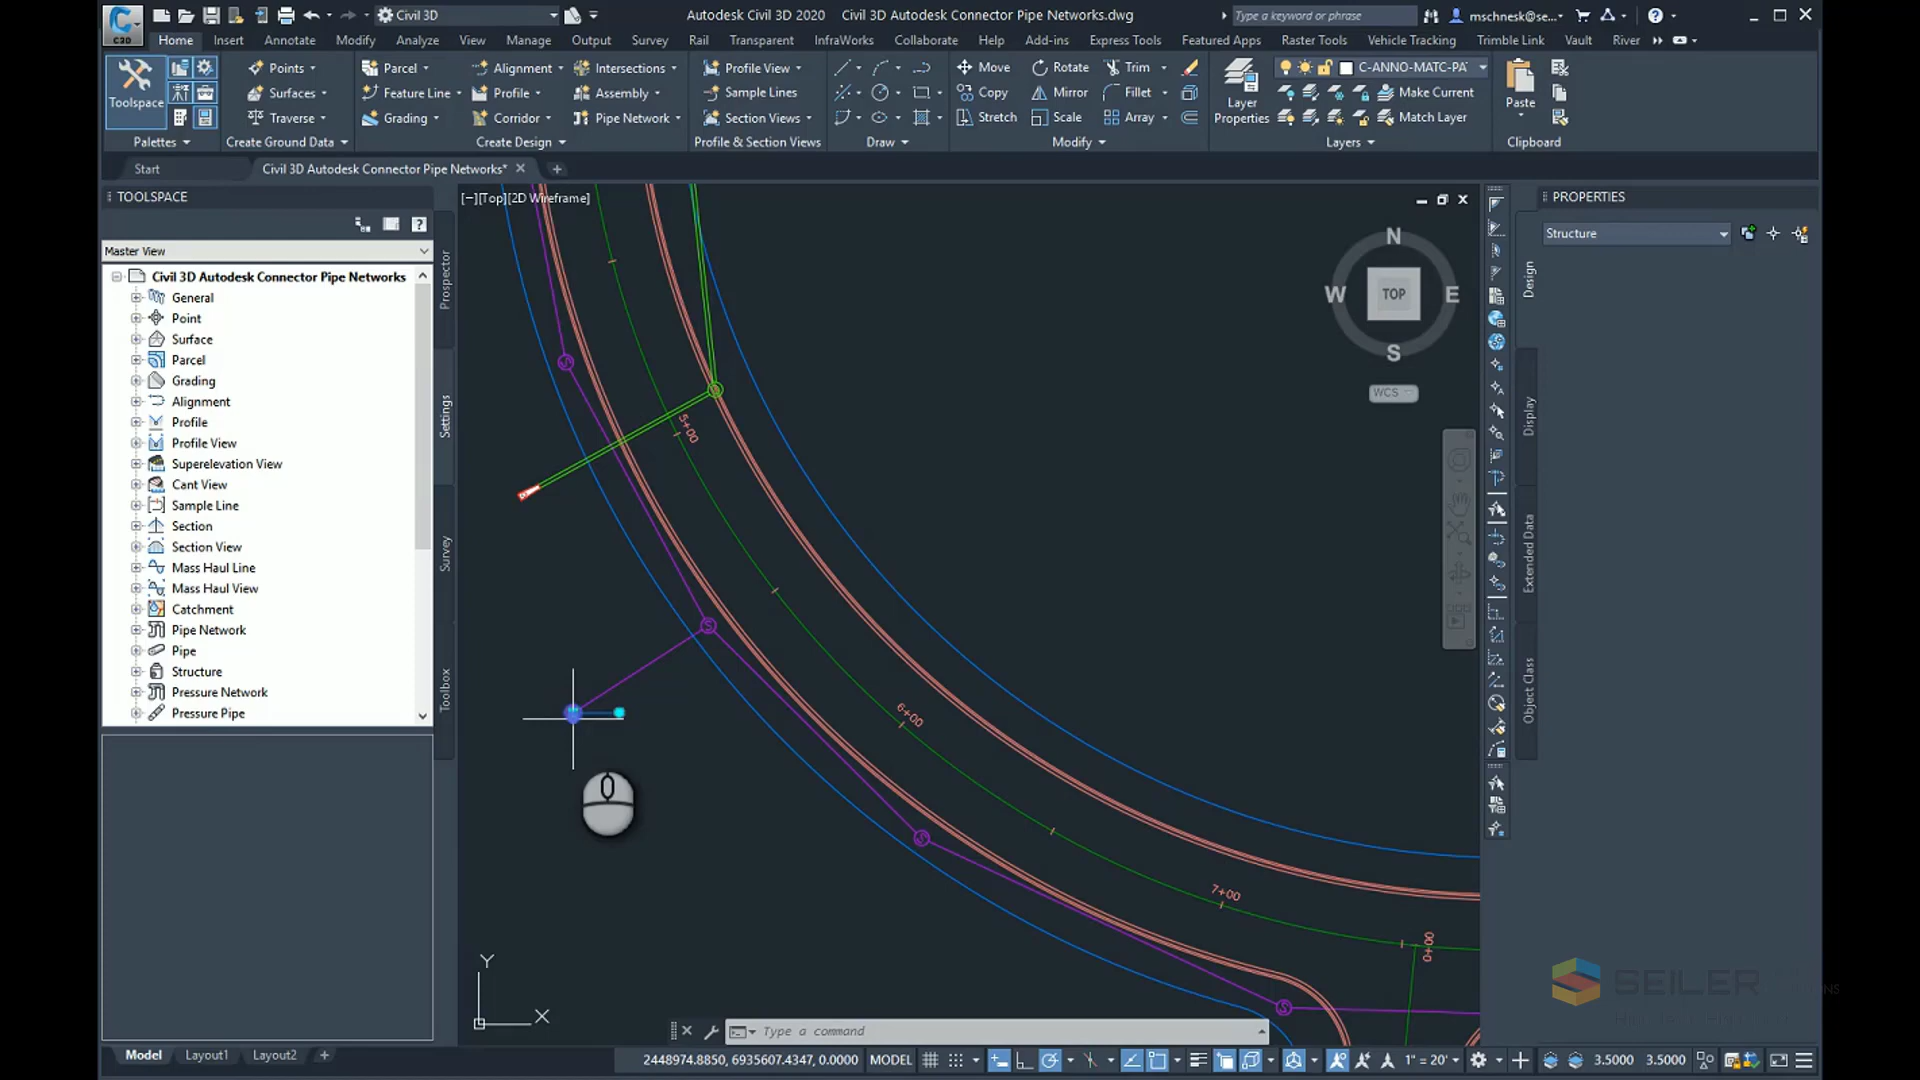 Civil 3D
Autodesk Civil 3D 2020 Civil 3D Autodesk Connector Pipe Networks.dwg
Type a keyword or phrase
mschnesk@se...
C3D
Home Insert Annotate Modify Analyze View Manage Output Survey Rail Transparent InfraWorks Collaborate Help Add-ins Express Tools Featured Apps Raster Tools Vehicle Tracking Trimble Link Vault River
Points Parcel Alignment Intersections Profile View Move Rotate Trim C-ANNO-MATC-PA
Surfaces Feature Line Profile Assembly Sample Lines Copy Mirror Fillet Make Current
Toolspace Layer Properties Paste
Traverse Grading Corridor Pipe Network Section Views Stretch Scale Array Match Layer
Palettes Create Ground Data Create Design Profile & Section Views Draw Modify Layers Clipboard
Start Civil 3D Autodesk Connector Pipe Networks*
TOOLSPACE
[−][Top][2D Wireframe]
PROPERTIES
Master View
Structure
Civil 3D Autodesk Connector Pipe Networks
General
Point
Surface
Parcel
Grading
Alignment
Profile
Profile View
Superelevation View
Cant View
Sample Line
Section
Section View
Mass Haul Line
Mass Haul View
Catchment
Pipe Network
Pipe
Structure
Pressure Network
Pressure Pipe
Prospector
Settings
Survey
Toolbox
N
W TOP E
S
WCS
Design
Display
Extended Data
Object Class
5+00
6+00
7+00
0+00
S
S
S
S
Y
X
SEILER
Type a command
Model Layout1 Layout2
2448974.8850, 6935607.4347, 0.0000 MODEL 1" = 20' 3.5000 3.5000